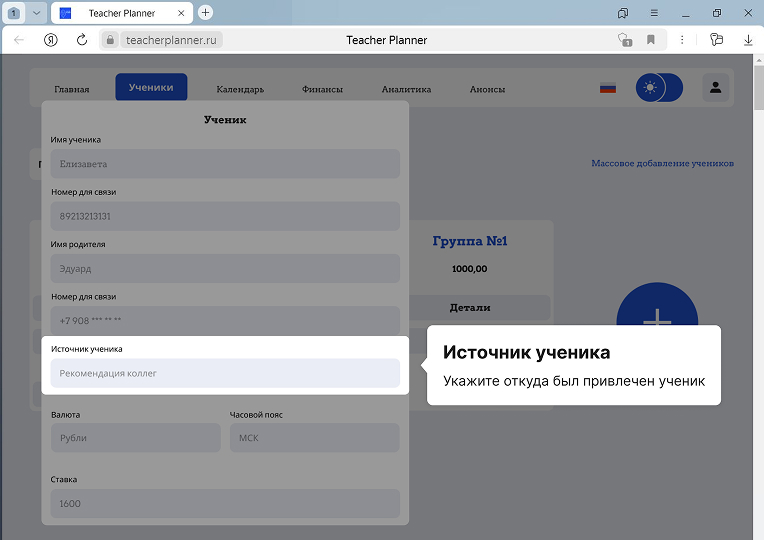 1
Teacher Planner
teacherplanner.ru
Teacher Planner
1
Главная
Ученики
Календарь
Финансы
Аналитика
Анонсы
Ученик
Имя ученика
Елизавета
Номер для связи
89213213131
Имя родителя
Эдуард
Номер для связи
+7 908 *** ** **
Источник ученика
Рекомендация коллег
Валюта
Часовой пояс
Рубли
МСК
Ставка
1600
Массовое добавление учеников
Группа №1
1000,00
Детали
Источник ученика
Укажите откуда был привлечен ученик